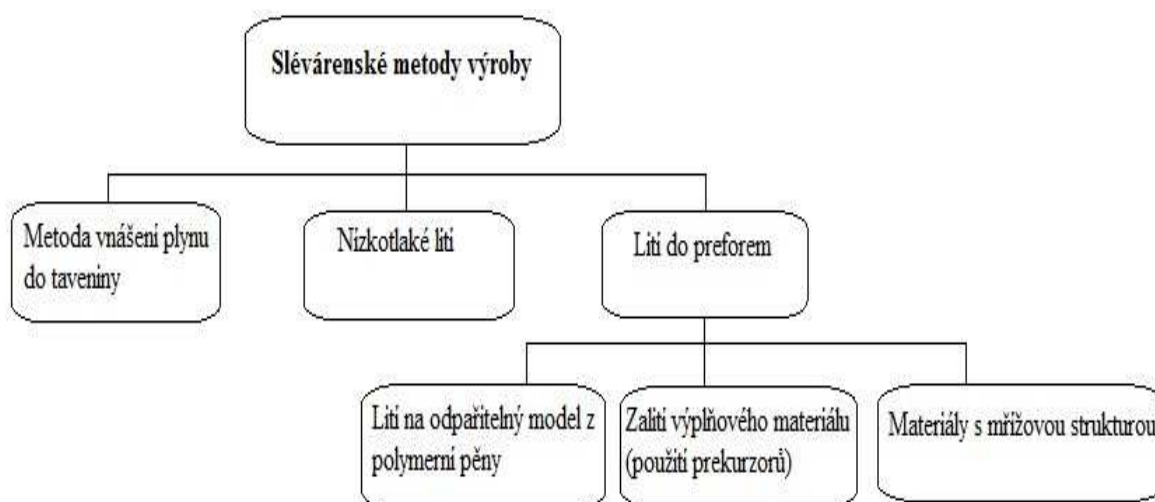 Slévárenské metody výroby
Metoda vnášení plynu
do taveniny
Nízkotlaké lití
Lití do preforem
Lití na odpařitelný model z
polymerní pěny
Zalití výplňového materiálu
(použití prekurzorů)
Materiály s mřížovou strukturou